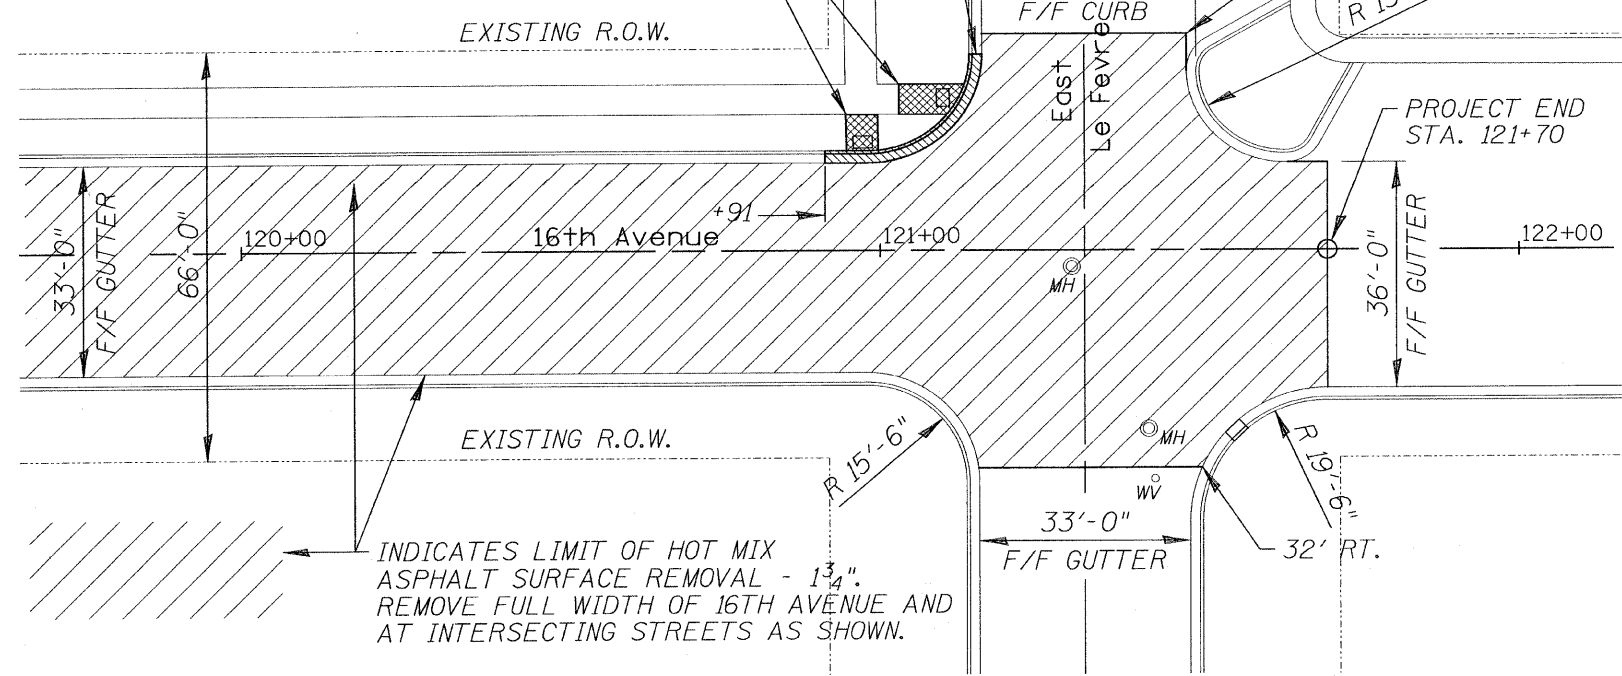 EXISTING R.O.W.
F/F CURB
East
Le Fevre
PROJECT END
STA. 121+70
+91
120+00
16th Avenue
121+00
122+00
33'-0"
F/F GUTTER
66'-0"
36'-0"
F/F GUTTER
MH
EXISTING R.O.W.
R 15'-6"
MH
R 19'-6"
WV
33'-0"
F/F GUTTER
32' RT.
INDICATES LIMIT OF HOT MIX
ASPHALT SURFACE REMOVAL - 1 3/4".
REMOVE FULL WIDTH OF 16TH AVENUE AND
AT INTERSECTING STREETS AS SHOWN.